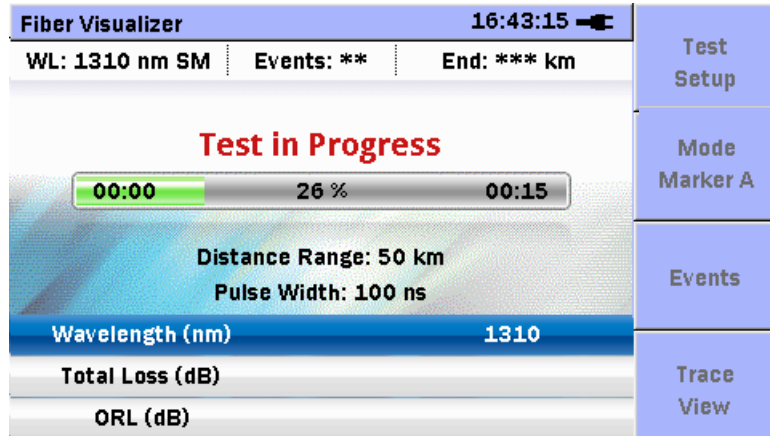 Fiber Visualizer 16:43:15
WL: 1310 nm SM Events: ** End: *** km
Test in Progress
00:00 26 % 00:15
Distance Range: 50 km
Pulse Width: 100 ns
Wavelength (nm) 1310
Total Loss (dB)
ORL (dB)
Test
Setup
Mode
Marker A
Events
Trace
View